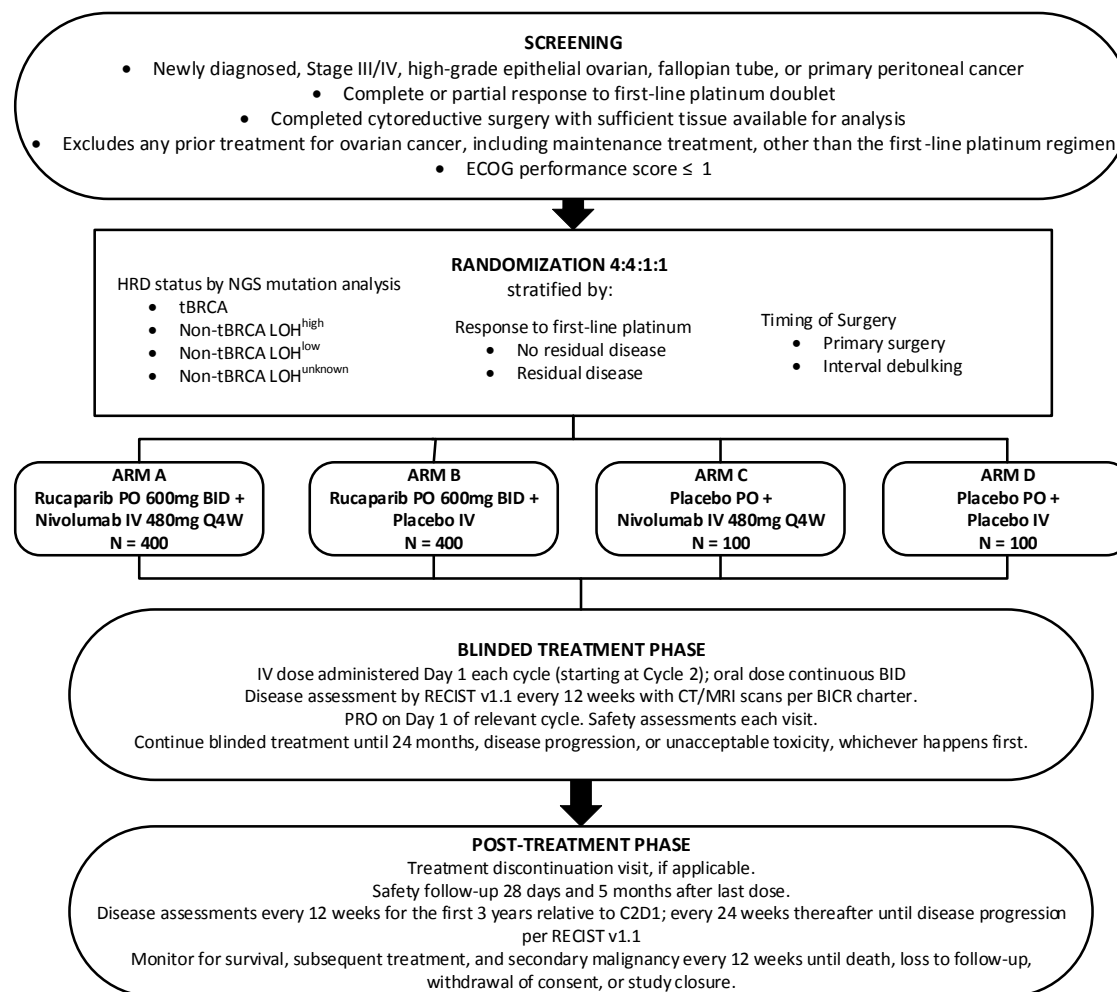 SCREENING
• Newly diagnosed, Stage III/IV, high-grade epithelial ovarian, fallopian tube, or primary peritoneal cancer
• Complete or partial response to first-line platinum doublet
• Completed cytoreductive surgery with sufficient tissue available for analysis
• Excludes any prior treatment for ovarian cancer, including maintenance treatment, other than the first-line platinum regimen
• ECOG performance score ≤ 1
RANDOMIZATION 4:4:1:1
stratified by:
HRD status by NGS mutation analysis
• tBRCA
• Non-tBRCA LOH^high
• Non-tBRCA LOH^low
• Non-tBRCA LOH^unknown
Response to first-line platinum
• No residual disease
• Residual disease
Timing of Surgery
• Primary surgery
• Interval debulking
ARM A
Rucaparib PO 600mg BID +
Nivolumab IV 480mg Q4W
N = 400
ARM B
Rucaparib PO 600mg BID +
Placebo IV
N = 400
ARM C
Placebo PO +
Nivolumab IV 480mg Q4W
N = 100
ARM D
Placebo PO +
Placebo IV
N = 100
BLINDED TREATMENT PHASE
IV dose administered Day 1 each cycle (starting at Cycle 2); oral dose continuous BID
Disease assessment by RECIST v1.1 every 12 weeks with CT/MRI scans per BICR charter.
PRO on Day 1 of relevant cycle. Safety assessments each visit.
Continue blinded treatment until 24 months, disease progression, or unacceptable toxicity, whichever happens first.
POST-TREATMENT PHASE
Treatment discontinuation visit, if applicable.
Safety follow-up 28 days and 5 months after last dose.
Disease assessments every 12 weeks for the first 3 years relative to C2D1; every 24 weeks thereafter until disease progression
per RECIST v1.1
Monitor for survival, subsequent treatment, and secondary malignancy every 12 weeks until death, loss to follow-up,
withdrawal of consent, or study closure.